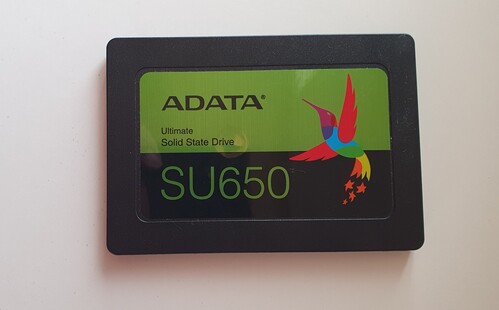 ADATA®
Ultimate
Solid State Drive
SU650